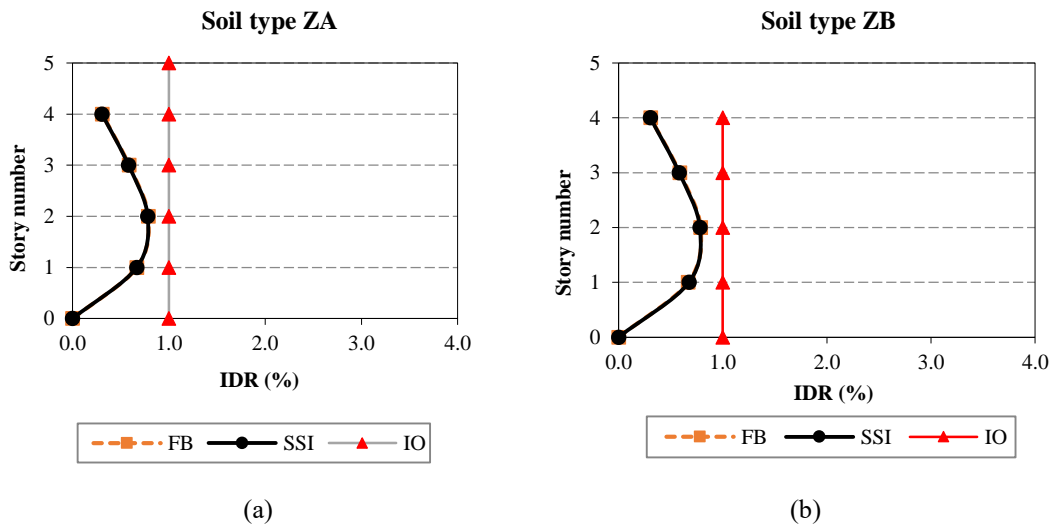 Soil type ZA
5
4
3
2
1
0
Story number
0.0 1.0 2.0 3.0 4.0
IDR (%)
FB SSI IO
(a)
Soil type ZB
5
4
3
2
1
0
Story number
0.0 1.0 2.0 3.0 4.0
IDR (%)
FB SSI IO
(b)